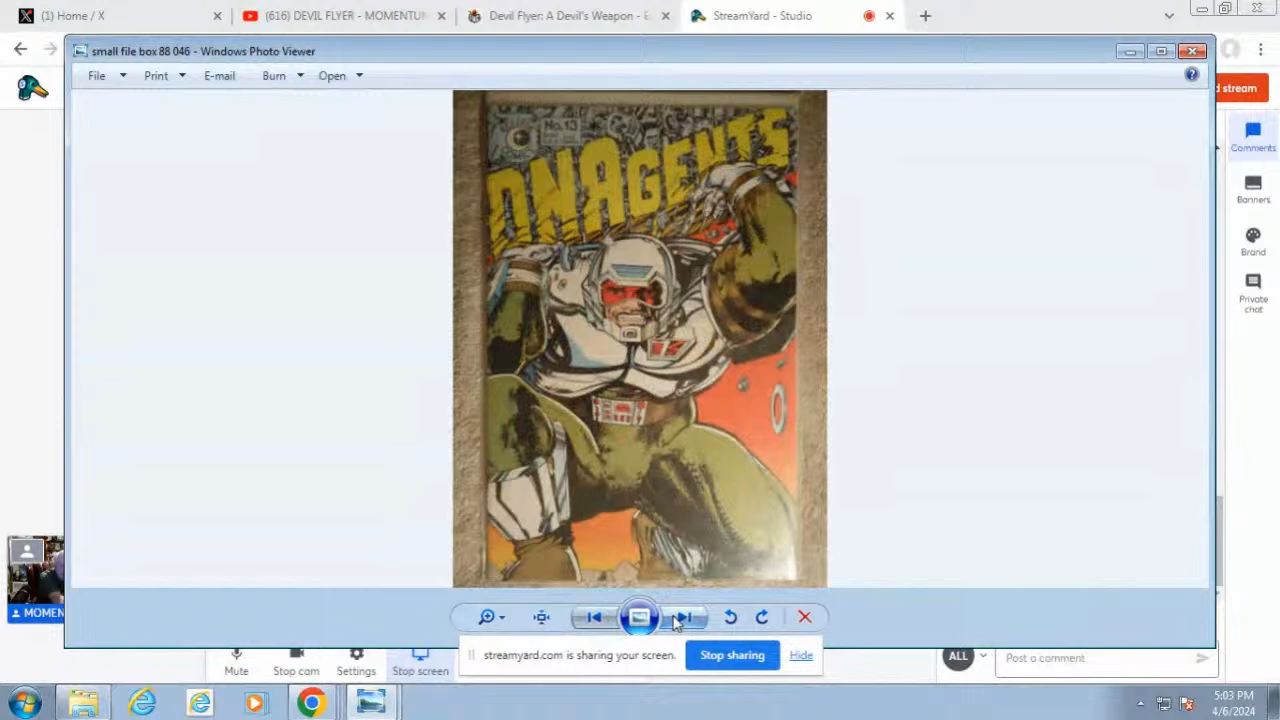 (1) Home / X
(616) DEVIL FLYER - MOMENTUM
Devil Flyer: A Devil's Weapon - E
StreamYard - Studio
small file box 88 046 - Windows Photo Viewer
File
Print
E-mail
Burn
Open
d stream
Comments
Banners
Brand
Private
chat
No.13
DNAGENTS
MOMEN
streamyard.com is sharing your screen.
Stop sharing
Hide
Mute
Stop cam
Settings
Stop screen
ALL
Post a comment
5:03 PM
4/6/2024